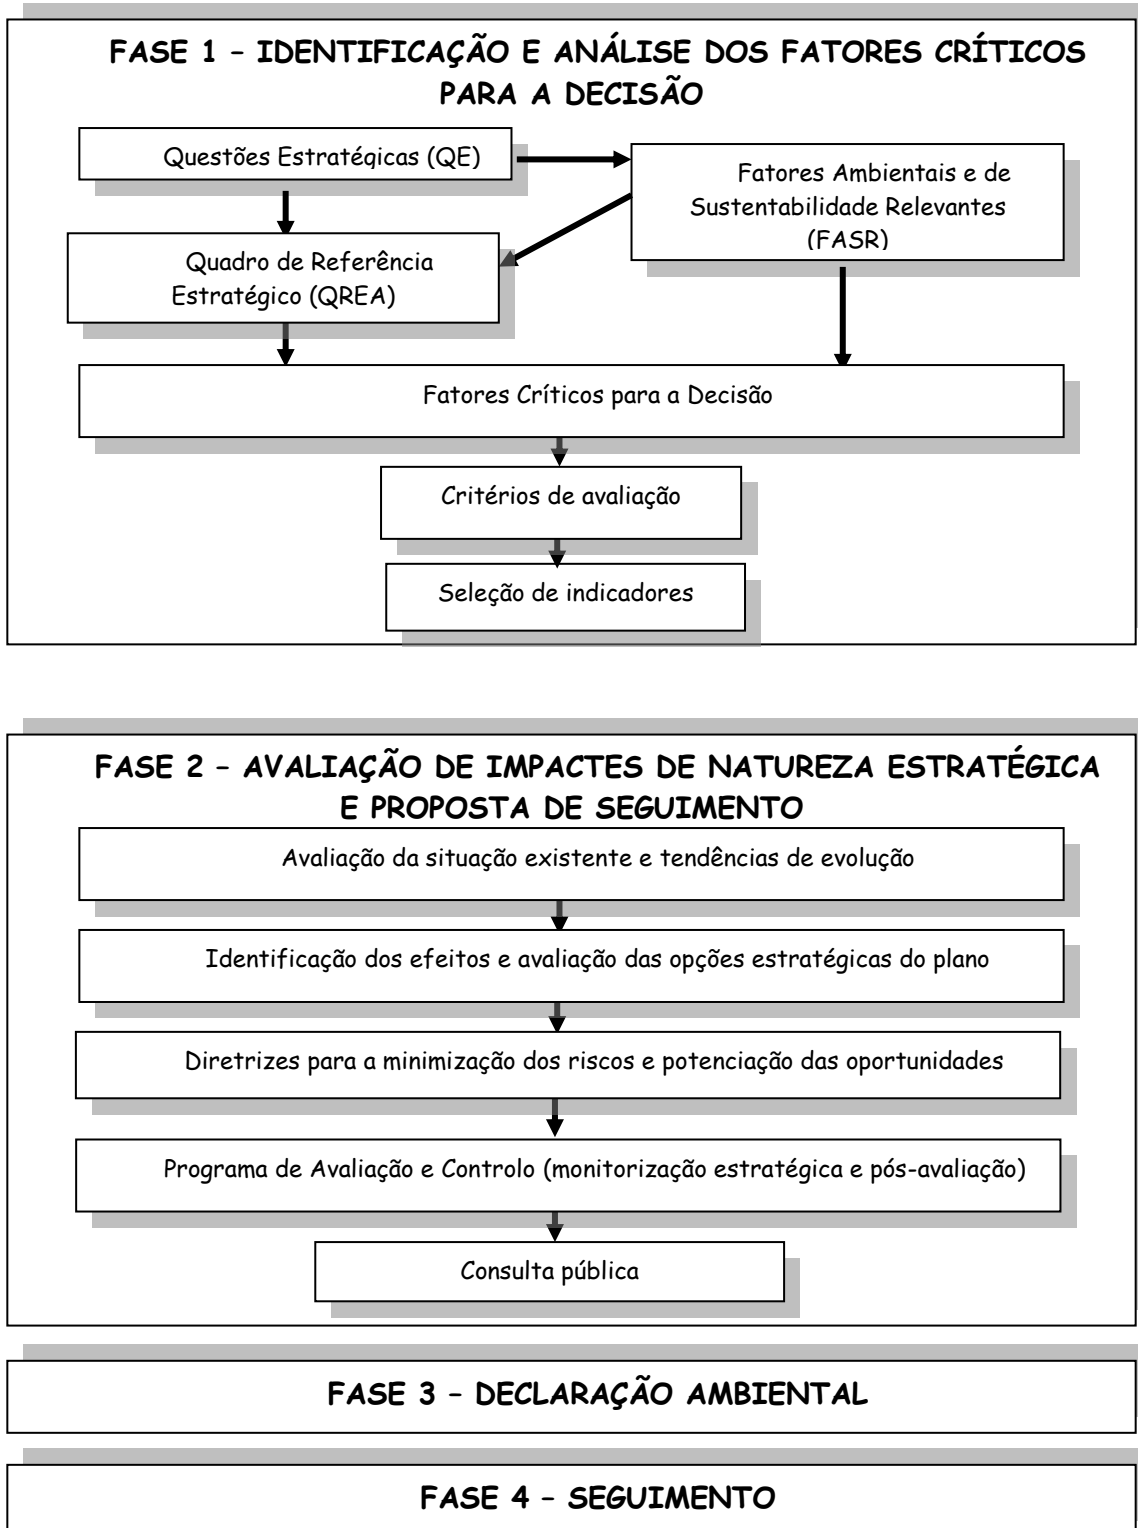 FASE 1 – IDENTIFICAÇÃO E ANÁLISE DOS FATORES CRÍTICOS
PARA A DECISÃO
Questões Estratégicas (QE)
Fatores Ambientais e de
Sustentabilidade Relevantes
(FASR)
Quadro de Referência
Estratégico (QREA)
Fatores Críticos para a Decisão
Critérios de avaliação
Seleção de indicadores
FASE 2 – AVALIAÇÃO DE IMPACTES DE NATUREZA ESTRATÉGICA
E PROPOSTA DE SEGUIMENTO
Avaliação da situação existente e tendências de evolução
Identificação dos efeitos e avaliação das opções estratégicas do plano
Diretrizes para a minimização dos riscos e potenciação das oportunidades
Programa de Avaliação e Controlo (monitorização estratégica e pós-avaliação)
Consulta pública
FASE 3 – DECLARAÇÃO AMBIENTAL
FASE 4 – SEGUIMENTO